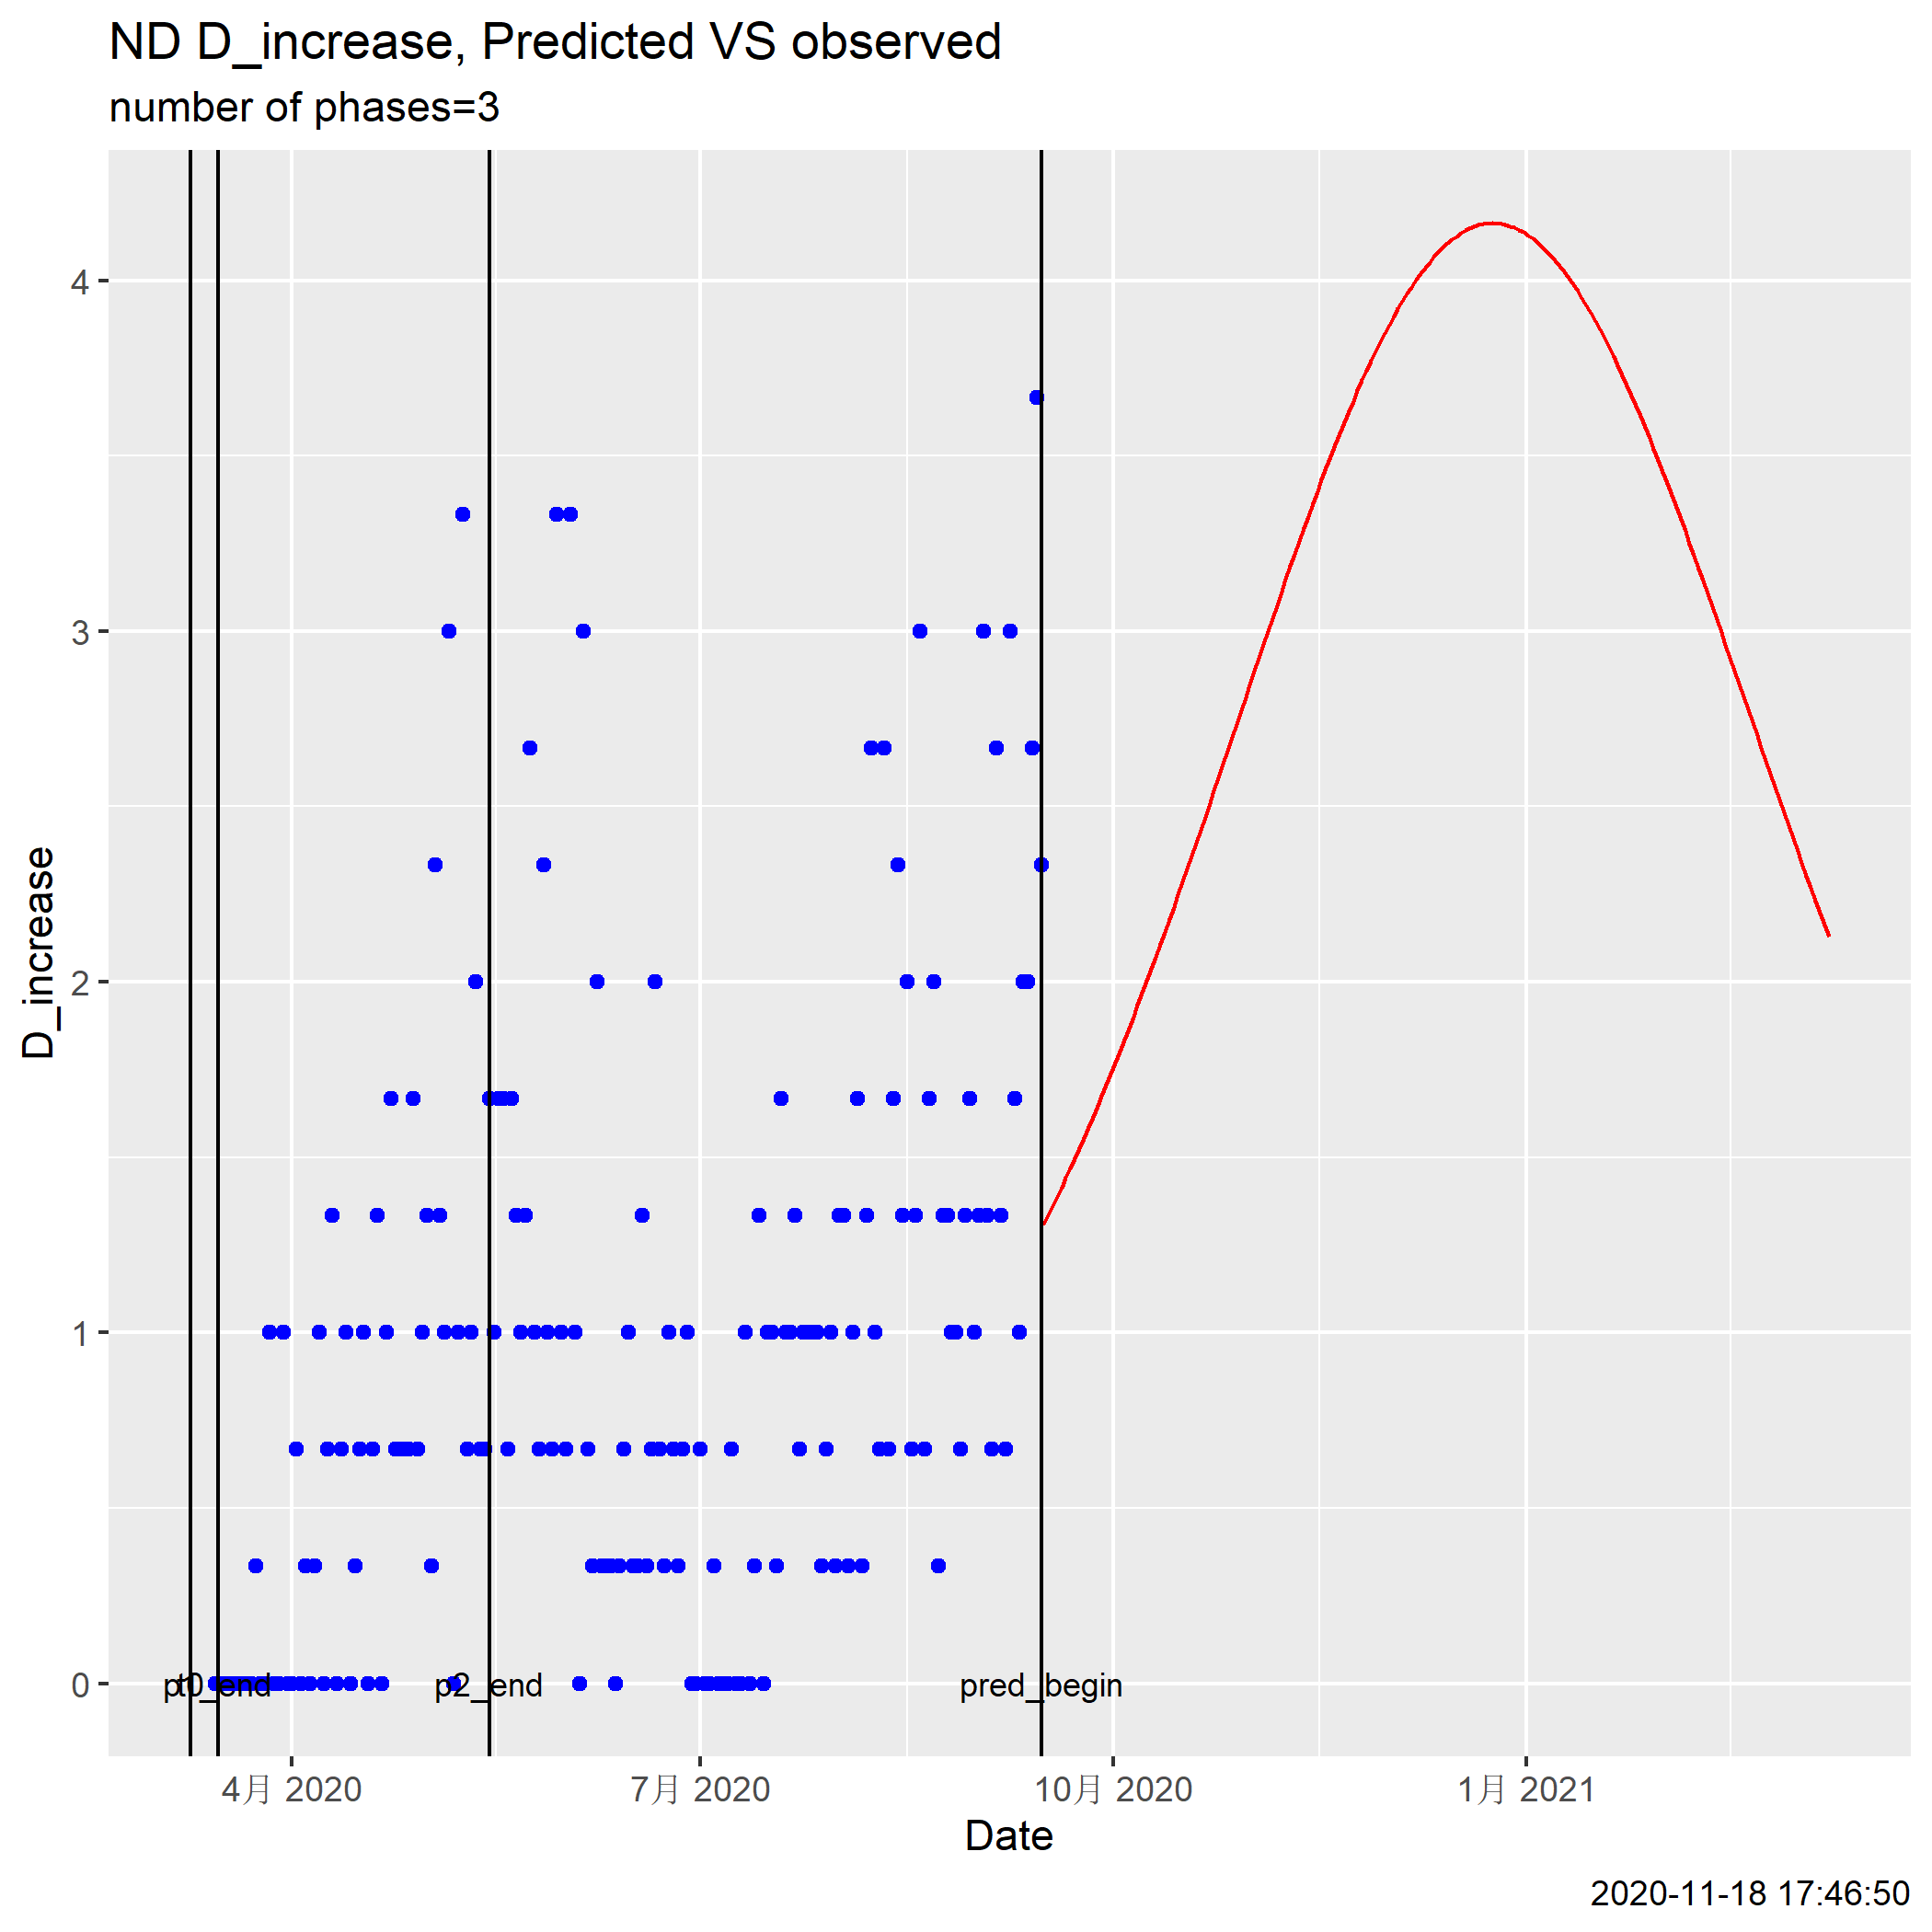 ND D_increase, Predicted VS observed
number of phases=3
D_increase
4
3
2
1
0
p2_end
pred_begin
4月 2020
7月 2020
10月 2020
1月 2021
Date
2020-11-18 17:46:50